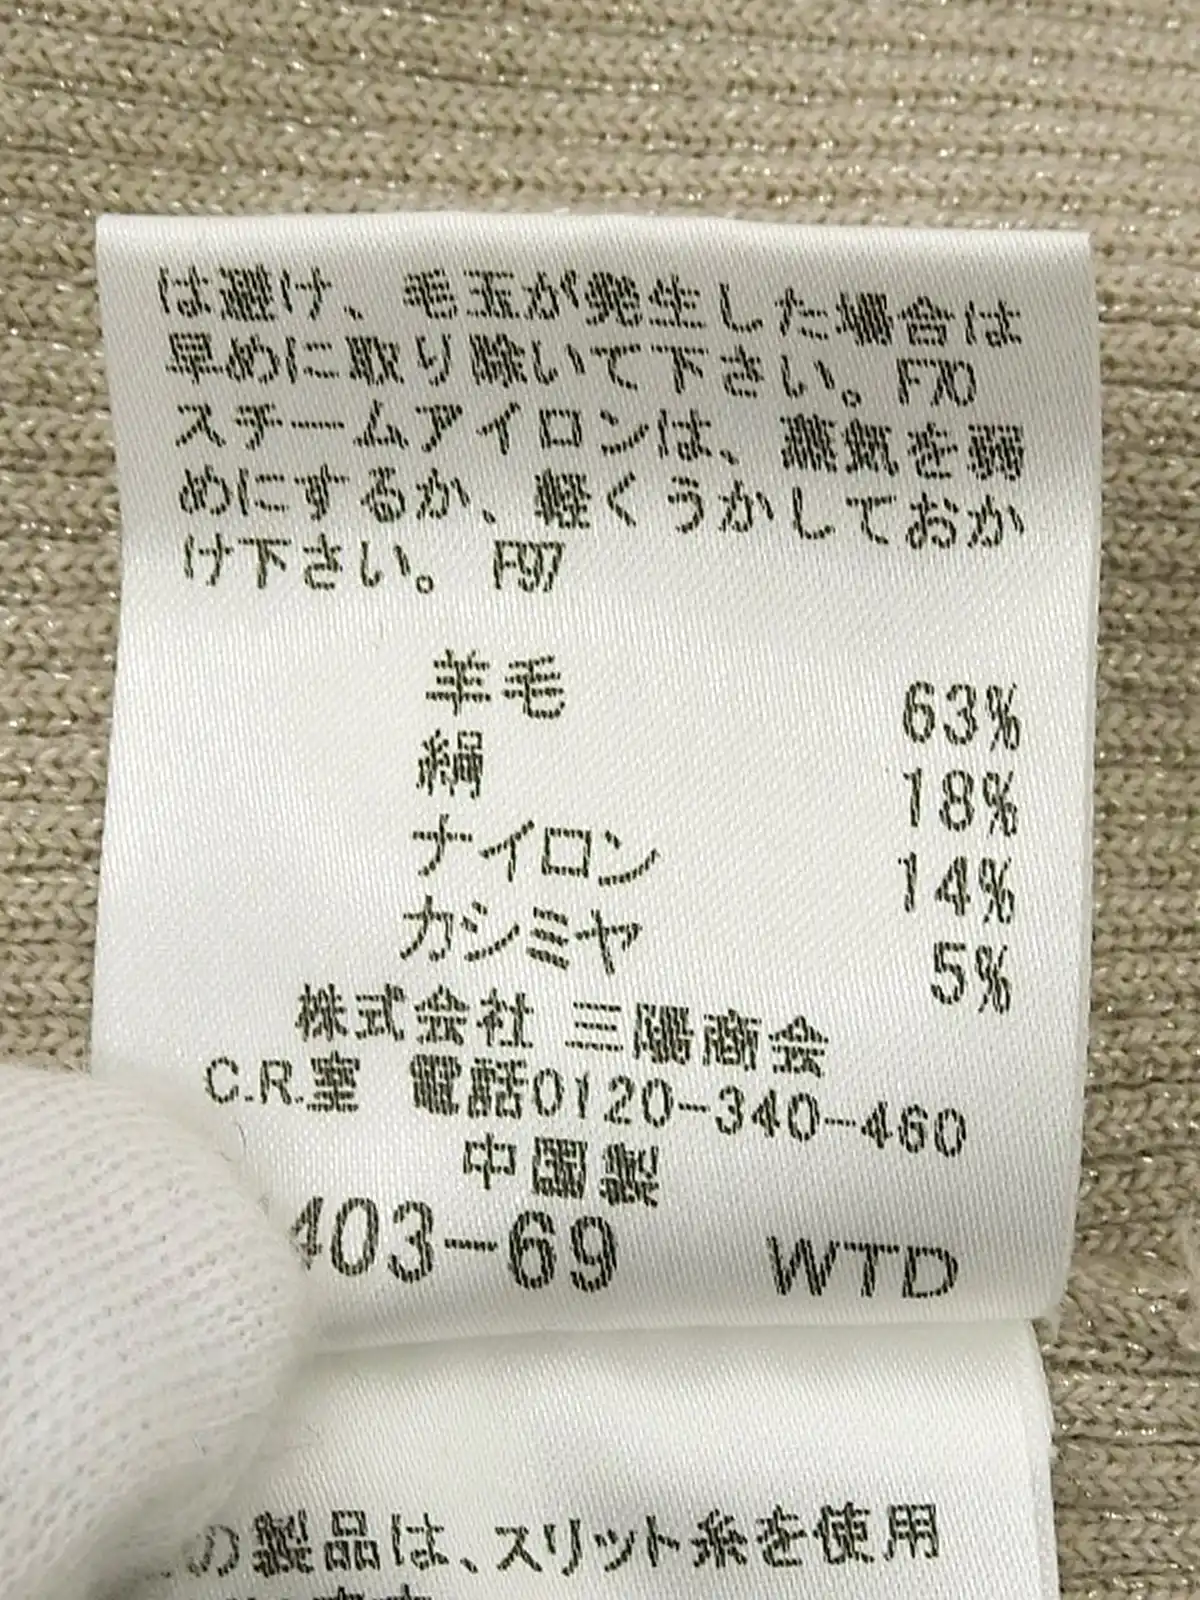 は避け、毛玉が発生した場合は
早めに取り除いて下さい。F70
スチームアイロンは、蒸気を弱
めにするか、軽くうかしておか
け下さい。 F97
羊毛 63%
絹 18%
ナイロン 14%
カシミヤ 5%
株式会社 三陽商会
C.R.室 電話0120-340-460
中国製
403-69 WTD
の製品は、スリット糸を使用